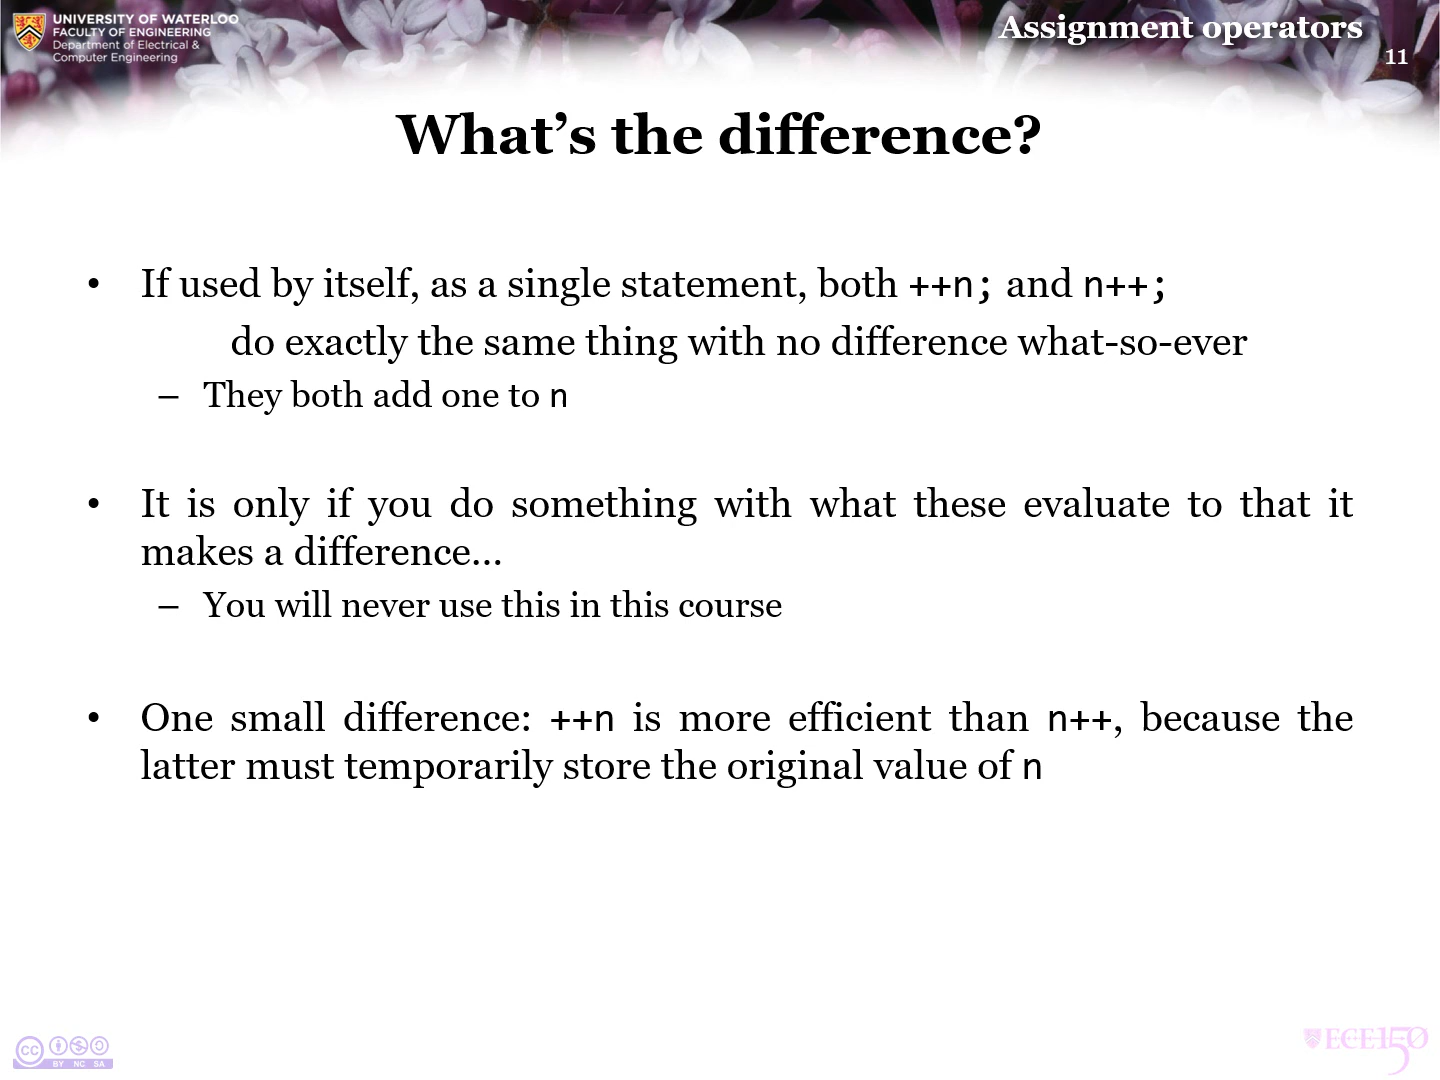 UNIVERSITY OF WATERLOO
FACULTY OF ENGINEERING
Department of Electrical &
Computer Engineering
Assignment operators
11
What’s the difference?
• If used by itself, as a single statement, both ++n; and n++;
do exactly the same thing with no difference what-so-ever
– They both add one to n
• It is only if you do something with what these evaluate to that it
makes a difference…
– You will never use this in this course
• One small difference: ++n is more efficient than n++, because the
latter must temporarily store the original value of n
CC
BY NC SA
ECE150